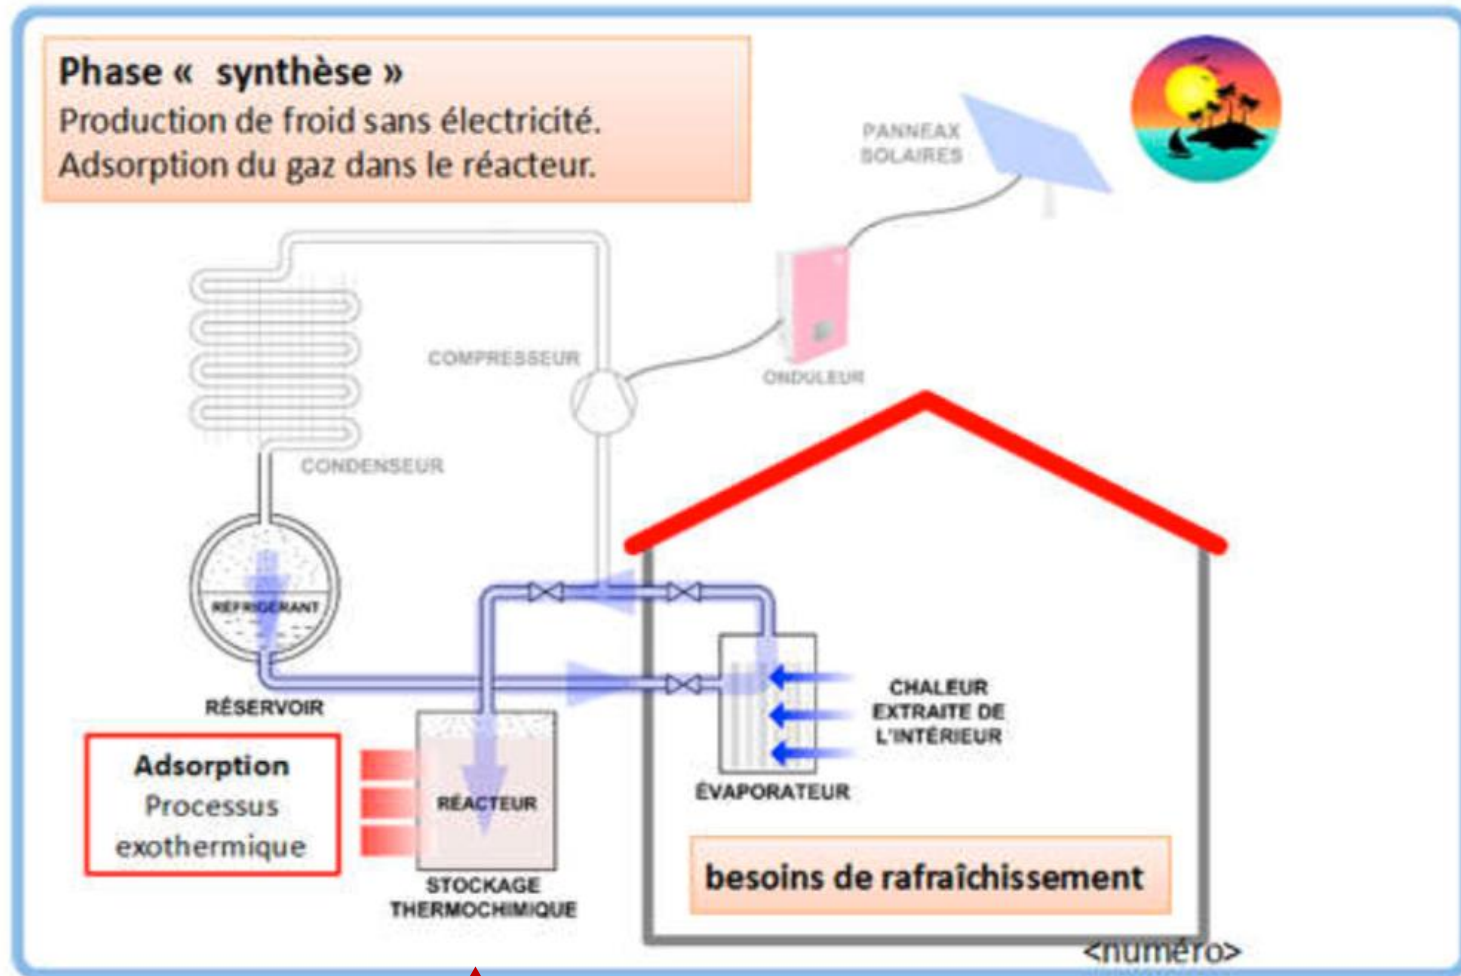 Phase « synthèse »
Production de froid sans électricité.
Adsorption du gaz dans le réacteur.
PANNEAX
SOLAIRES
COMPRESSEUR
ONDULEUR
CONDENSEUR
RÉFRIGÉRANT
RÉSERVOIR
CHALEUR
EXTRAITE DE
L'INTÉRIEUR
Adsorption
Processus
exothermique
RÉACTEUR
ÉVAPORATEUR
besoins de rafraîchissement
STOCKAGE
THERMOCHIMIQUE
<numéro>